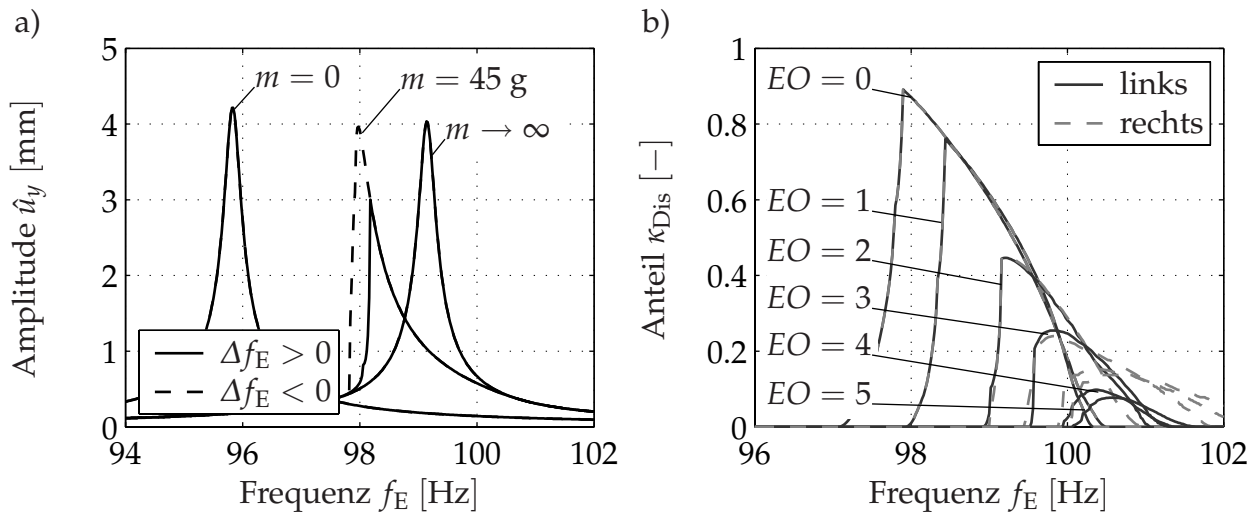 a)
Amplitude û_y [mm]
5
4
3
2
1
0
m = 0
m = 45 g
m → ∞
Δf_E > 0
Δf_E < 0
94
96
98
100
102
Frequenz f_E [Hz]
b)
Anteil κ_Dis [−]
1
0.8
0.6
0.4
0.2
0
EO = 0
EO = 1
EO = 2
EO = 3
EO = 4
EO = 5
links
rechts
96
98
100
102
Frequenz f_E [Hz]